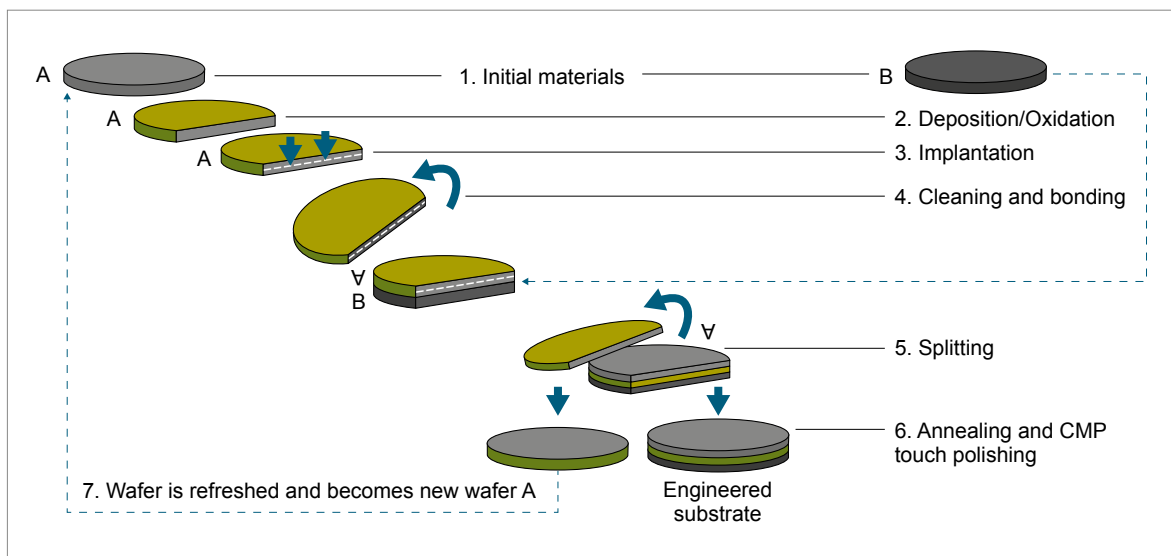 A
1. Initial materials
B
A
2. Deposition/Oxidation
A
3. Implantation
4. Cleaning and bonding
A
B
A
5. Splitting
6. Annealing and CMP
touch polishing
7. Wafer is refreshed and becomes new wafer A
Engineered
substrate